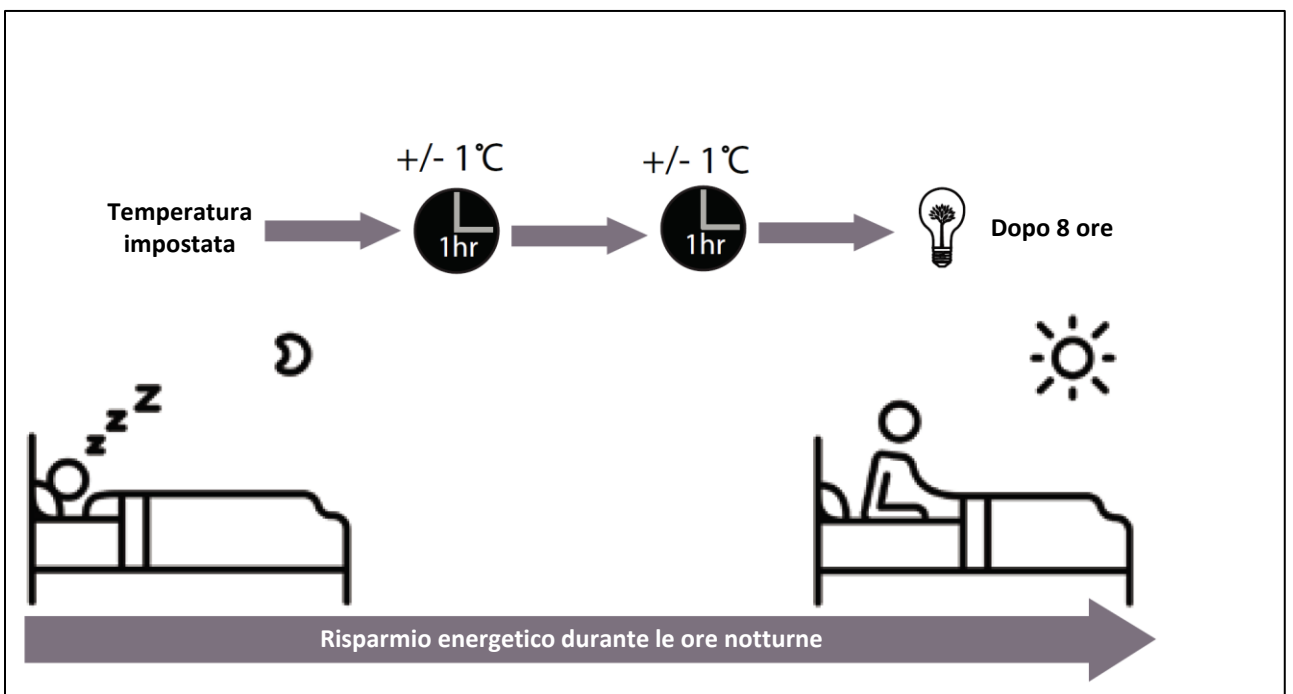 +/- 1℃
+/- 1℃
Temperatura
impostata
1hr
1hr
Dopo 8 ore
z z Z
Risparmio energetico durante le ore notturne